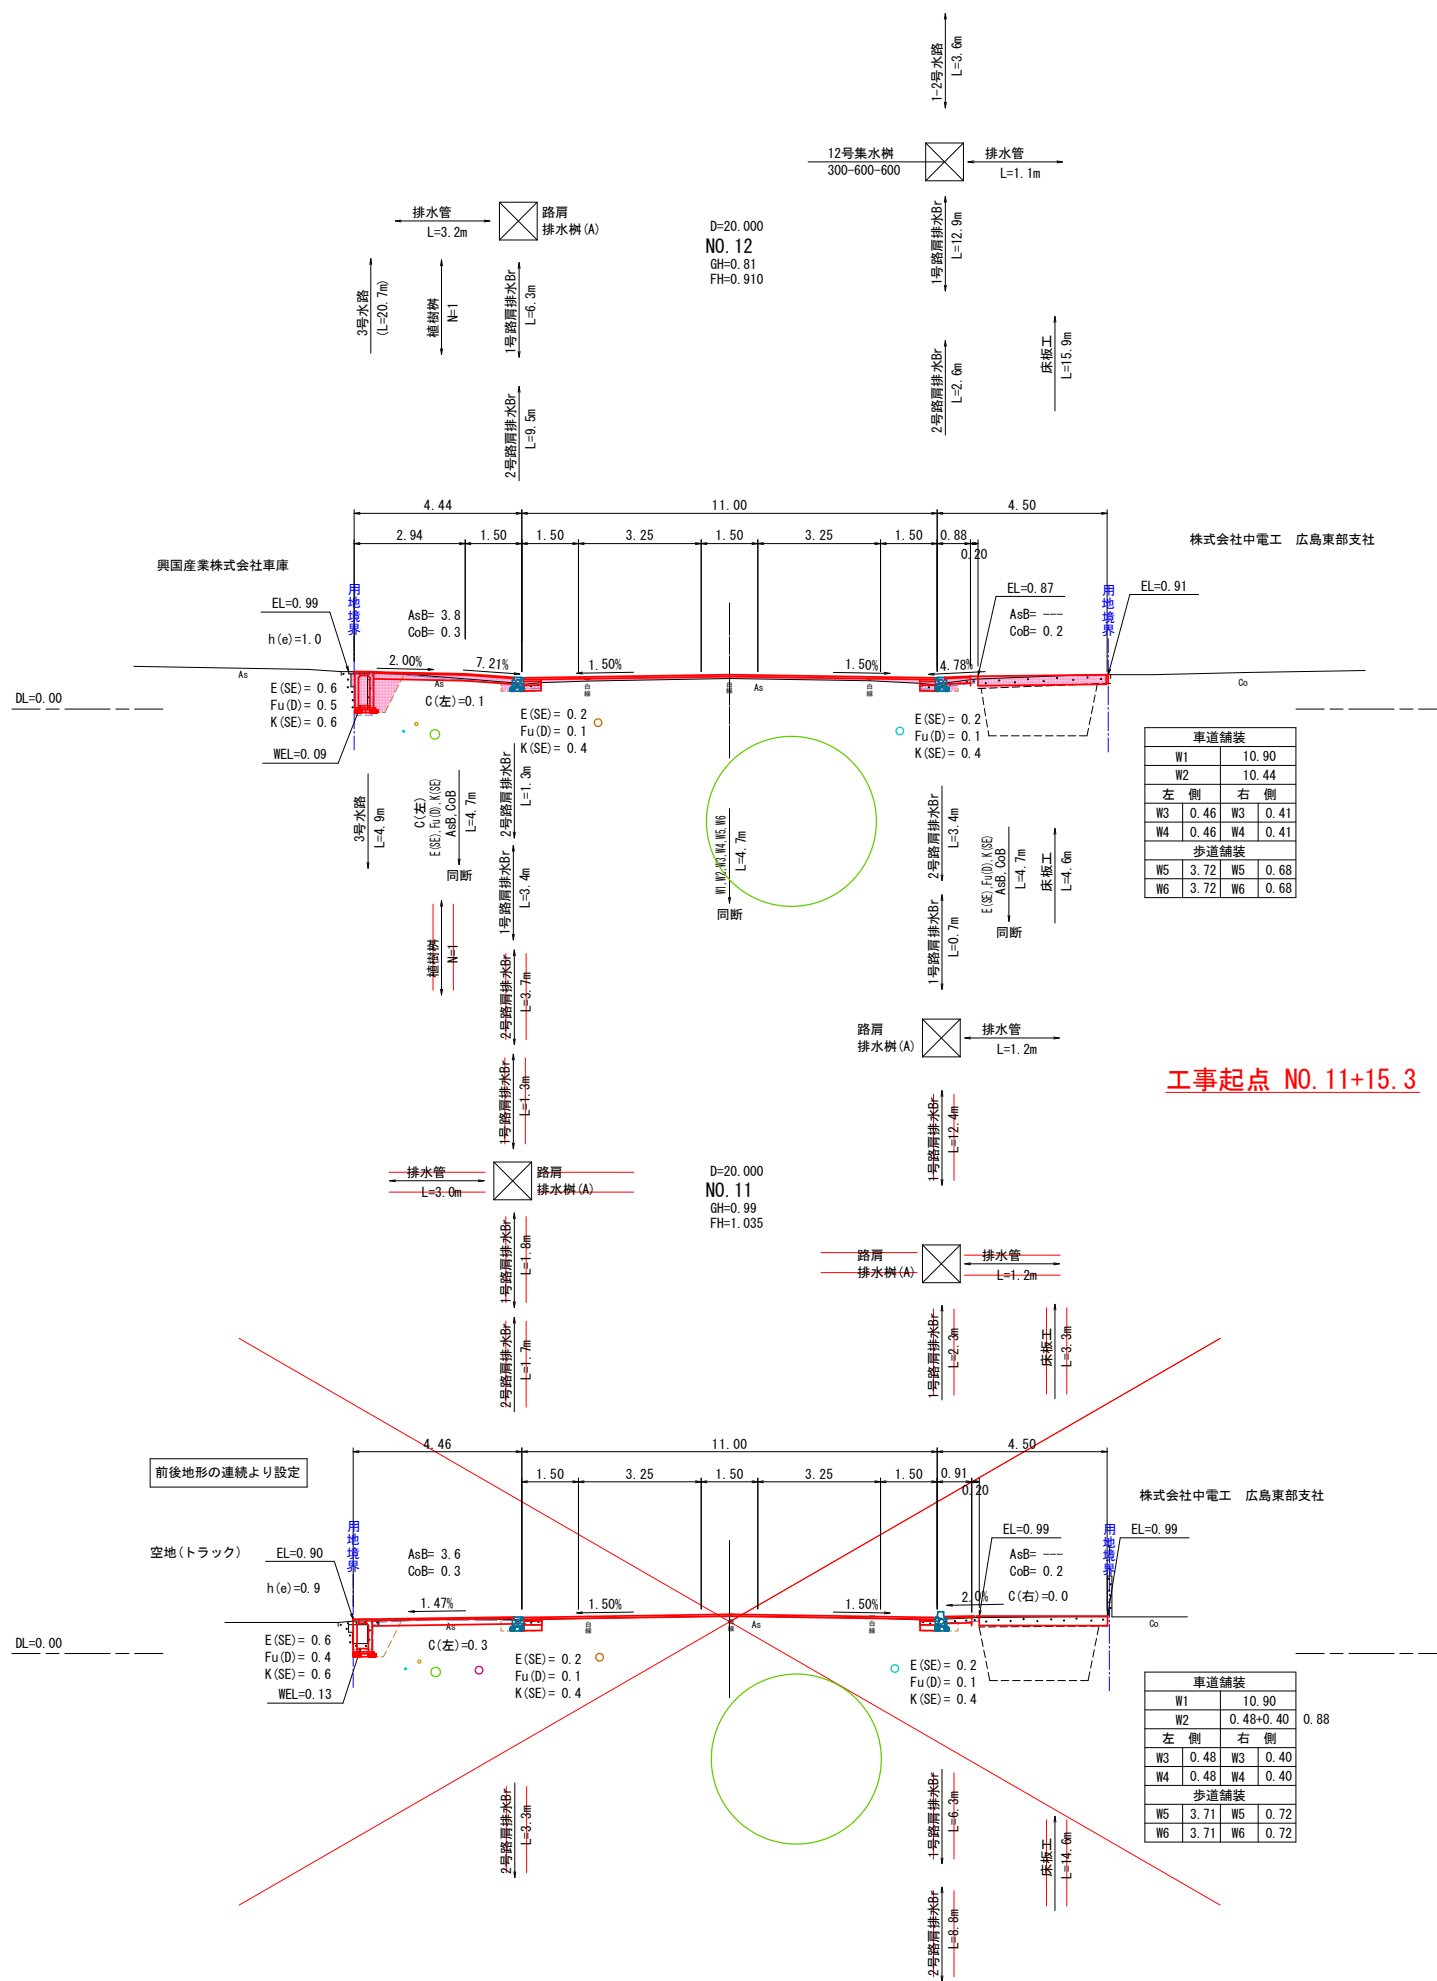 1-2号水路
L=3.6m
12号集水桝
300-600-600
排水管
L=1.1m
排水管
L=3.2m
路肩
排水桝(A)
D=20.000
NO.12
GH=0.81
FH=0.910
1号路肩排水Br
L=12.9m
3号水路
(L=20.7m)
植樹桝
N=1
1号路肩排水Br
L=6.3m
2号路肩排水Br
L=2.6m
床板工
L=15.9m
2号路肩排水Br
L=9.5m
4.44
11.00
4.50
2.94
1.50
1.50
3.25
1.50
3.25
1.50
0.88
0.20
興国産業株式会社車庫
株式会社中電工 広島東部支社
用地境界
用地境界
EL=0.99
h(e)=1.0
AsB= 3.8
CoB= 0.3
EL=0.87
AsB= ---
CoB= 0.2
EL=0.91
2.00%
7.21%
1.50%
1.50%
4.78%
As
As
白線
白線
As
白線
Co
DL=0.00
E(SE)= 0.6
Fu(D)= 0.5
K(SE)= 0.6
C(左)=0.1
WEL=0.09
E(SE)= 0.2
Fu(D)= 0.1
K(SE)= 0.4
E(SE)= 0.2
Fu(D)= 0.1
K(SE)= 0.4
車道舗装
W1 10.90
W2 10.44
左 側 右 側
W3 0.46 W3 0.41
W4 0.46 W4 0.41
歩道舗装
W5 3.72 W5 0.68
W6 3.72 W6 0.68
3号水路
L=4.9m
C(左)
E(SE),Fu(D),K(SE)
AsB,CoB
L=4.7m
同断
2号路肩排水Br
L=1.3m
W1,W2,W3,W4,W5,W6
L=4.7m
同断
2号路肩排水Br
L=3.4m
E(SE),Fu(D),K(SE)
AsB,CoB
L=4.7m
同断
床板工
L=4.6m
1号路肩排水Br
L=3.4m
1号路肩排水Br
L=0.7m
植樹桝
N=1
2号路肩排水Br
L=3.7m
路肩
排水桝(A)
排水管
L=1.2m
1号路肩排水Br
L=1.3m
工事起点 NO.11+15.3
1号路肩排水Br
L=12.4m
排水管
L=3.0m
路肩
排水桝(A)
D=20.000
NO.11
GH=0.99
FH=1.035
1号路肩排水Br
L=1.8m
路肩
排水桝(A)
排水管
L=1.2m
2号路肩排水Br
L=1.7m
1号路肩排水Br
L=2.3m
床板工
L=3.3m
4.46
11.00
4.50
1.50
3.25
1.50
3.25
1.50
0.91
0.20
前後地形の連続より設定
空地(トラック)
株式会社中電工 広島東部支社
用地境界
用地境界
EL=0.90
h(e)=0.9
AsB= 3.6
CoB= 0.3
EL=0.99
AsB= ---
CoB= 0.2
EL=0.99
1.47%
1.50%
1.50%
2.0%
C(右)=0.0
As
白線
As
白線
Co
DL=0.00
E(SE)= 0.6
Fu(D)= 0.4
K(SE)= 0.6
C(左)=0.3
WEL=0.13
E(SE)= 0.2
Fu(D)= 0.1
K(SE)= 0.4
E(SE)= 0.2
Fu(D)= 0.1
K(SE)= 0.4
車道舗装
W1 10.90
W2 0.48+0.40 0.88
左 側 右 側
W3 0.48 W3 0.40
W4 0.48 W4 0.40
歩道舗装
W5 3.71 W5 0.72
W6 3.71 W6 0.72
2号路肩排水Br
L=3.3m
1号路肩排水Br
L=6.3m
床板工
L=14.6m
2号路肩排水Br
L=8.8m